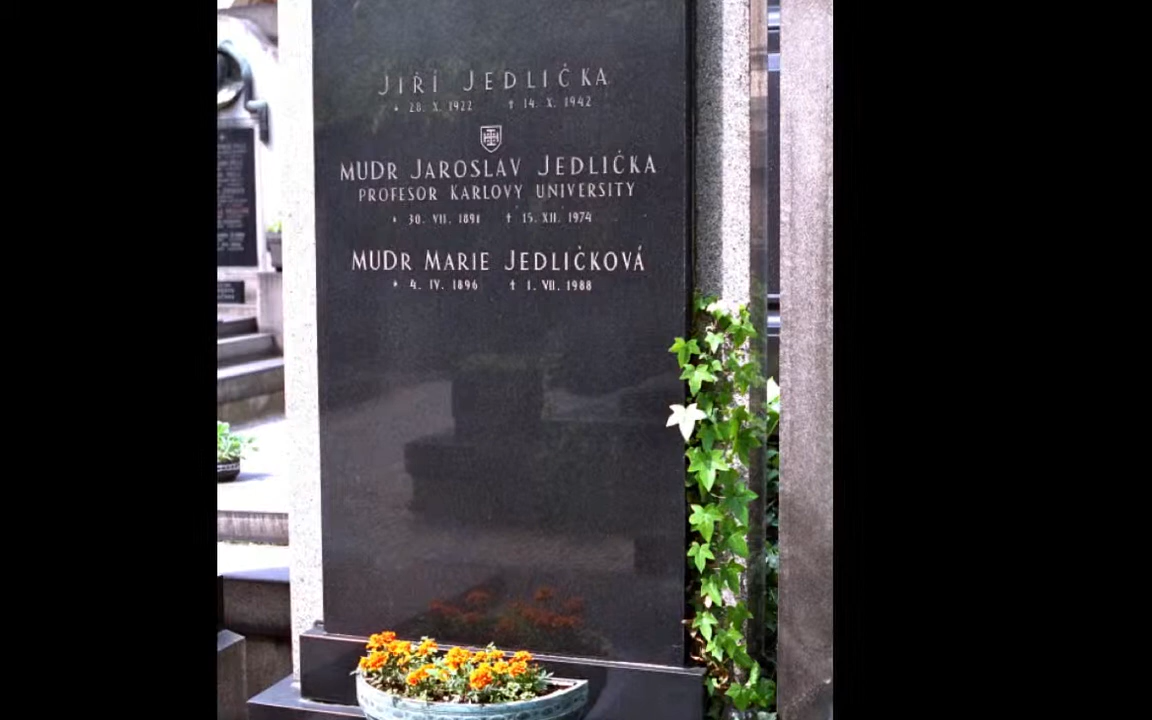 JIŘÍ JEDLIČKA
* 28. X. 1922 † 14. X. 1942
MUDR JAROSLAV JEDLIČKA
PROFESOR KARLOVY UNIVERSITY
* 30. VII. 1891 † 15. XII. 1974
MUDR MARIE JEDLIČKOVÁ
* 4. IV. 1896 † 1. VII. 1988